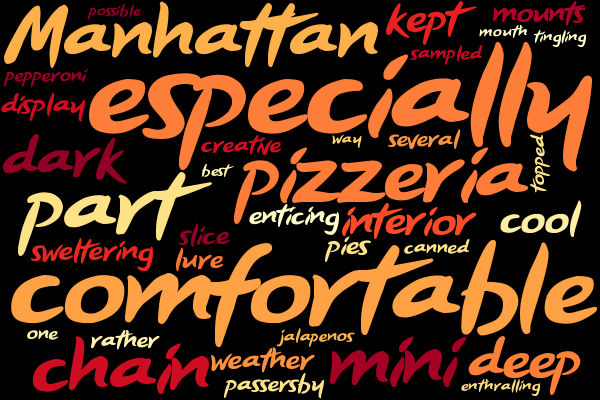 possible
Manhattan
kept
mounts
mouth
tingling
sampled
pepperoni
display
especially
creative
way
several
dark
best
pizzeria
topped
part
enticing
interior
cool
sweltering
slice
lure
pies
canned
comfortable
one
rather
jalapenos
chain
weather
mini
deep
passersby
enthralling